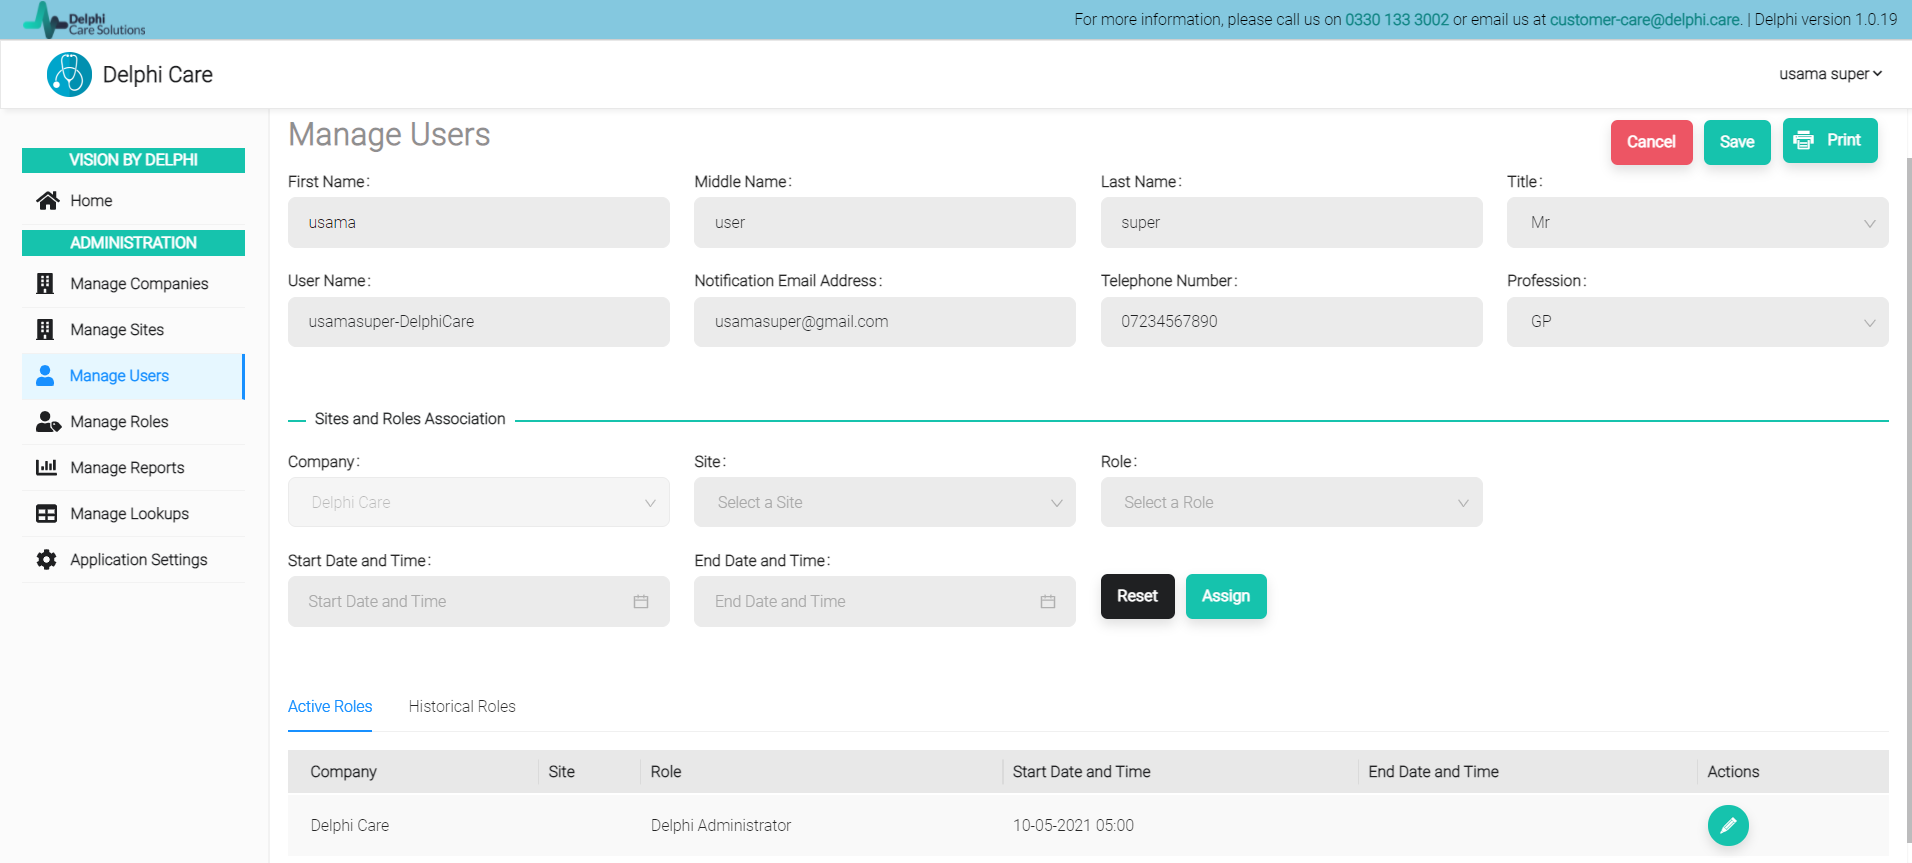 Delphi
Care Solutions
For more information, please call us on 0330 133 3002 or email us at customer-care@delphi.care. | Delphi version 1.0.19
Delphi Care
usama super
Manage Users
Cancel
Save
Print
VISION BY DELPHI
Home
ADMINISTRATION
Manage Companies
Manage Sites
Manage Users
Manage Roles
Manage Reports
Manage Lookups
Application Settings
First Name:
Middle Name:
Last Name:
Title:
usama
user
super
Mr
User Name:
Notification Email Address:
Telephone Number:
Profession:
usamasuper-DelphiCare
usamasuper@gmail.com
07234567890
GP
Sites and Roles Association
Company:
Site:
Role:
Delphi Care
Select a Site
Select a Role
Start Date and Time:
End Date and Time:
Start Date and Time
End Date and Time
Reset
Assign
Active Roles
Historical Roles
Company
Site
Role
Start Date and Time
End Date and Time
Actions
Delphi Care
Delphi Administrator
10-05-2021 05:00